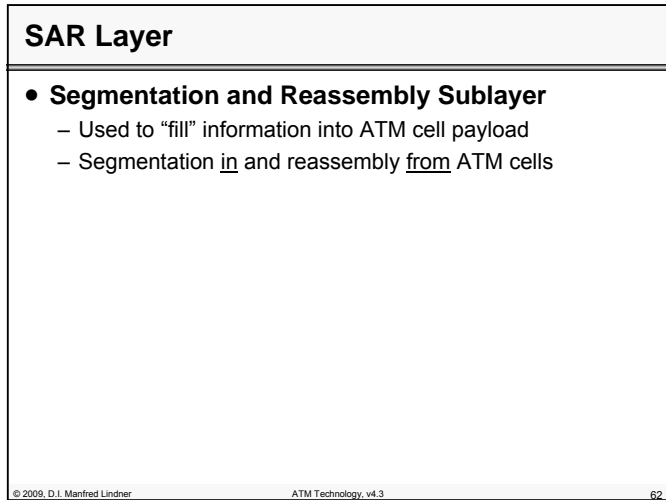 SAR Layer
• Segmentation and Reassembly Sublayer
– Used to “fill” information into ATM cell payload
– Segmentation in and reassembly from ATM cells
© 2009, D.I. Manfred Lindner
ATM Technology, v4.3
62